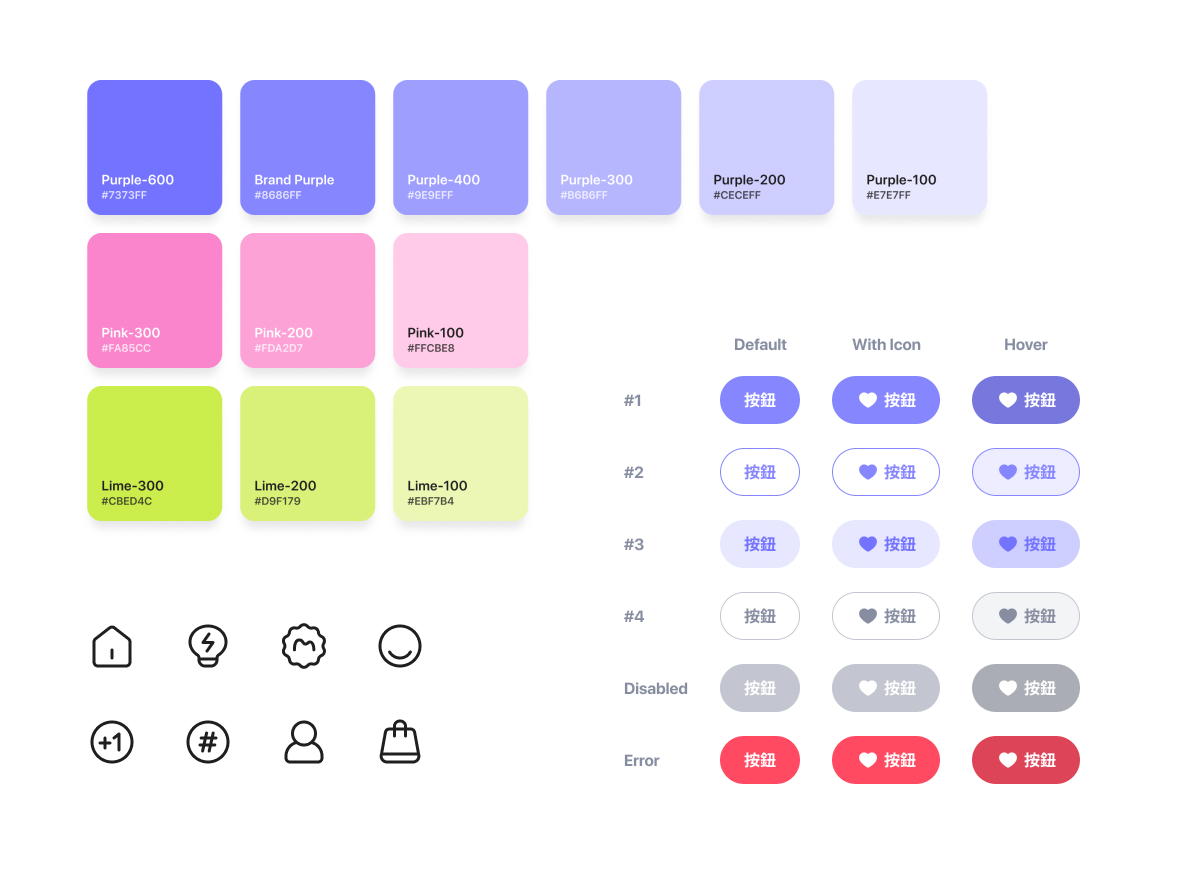 Purple-600
#7373FF
Brand Purple
#8686FF
Purple-400
#9E9EFF
Purple-300
#B6B6FF
Purple-200
#CECEFF
Purple-100
#E7E7FF
Pink-300
#FA85CC
Pink-200
#FDA2D7
Pink-100
#FFCBE8
Lime-300
#CBED4C
Lime-200
#D9F179
Lime-100
#EBF7B4
+1
#
Default With Icon Hover
#1 按鈕 按鈕 按鈕
#2 按鈕 按鈕 按鈕
#3 按鈕 按鈕 按鈕
#4 按鈕 按鈕 按鈕
Disabled 按鈕 按鈕 按鈕
Error 按鈕 按鈕 按鈕